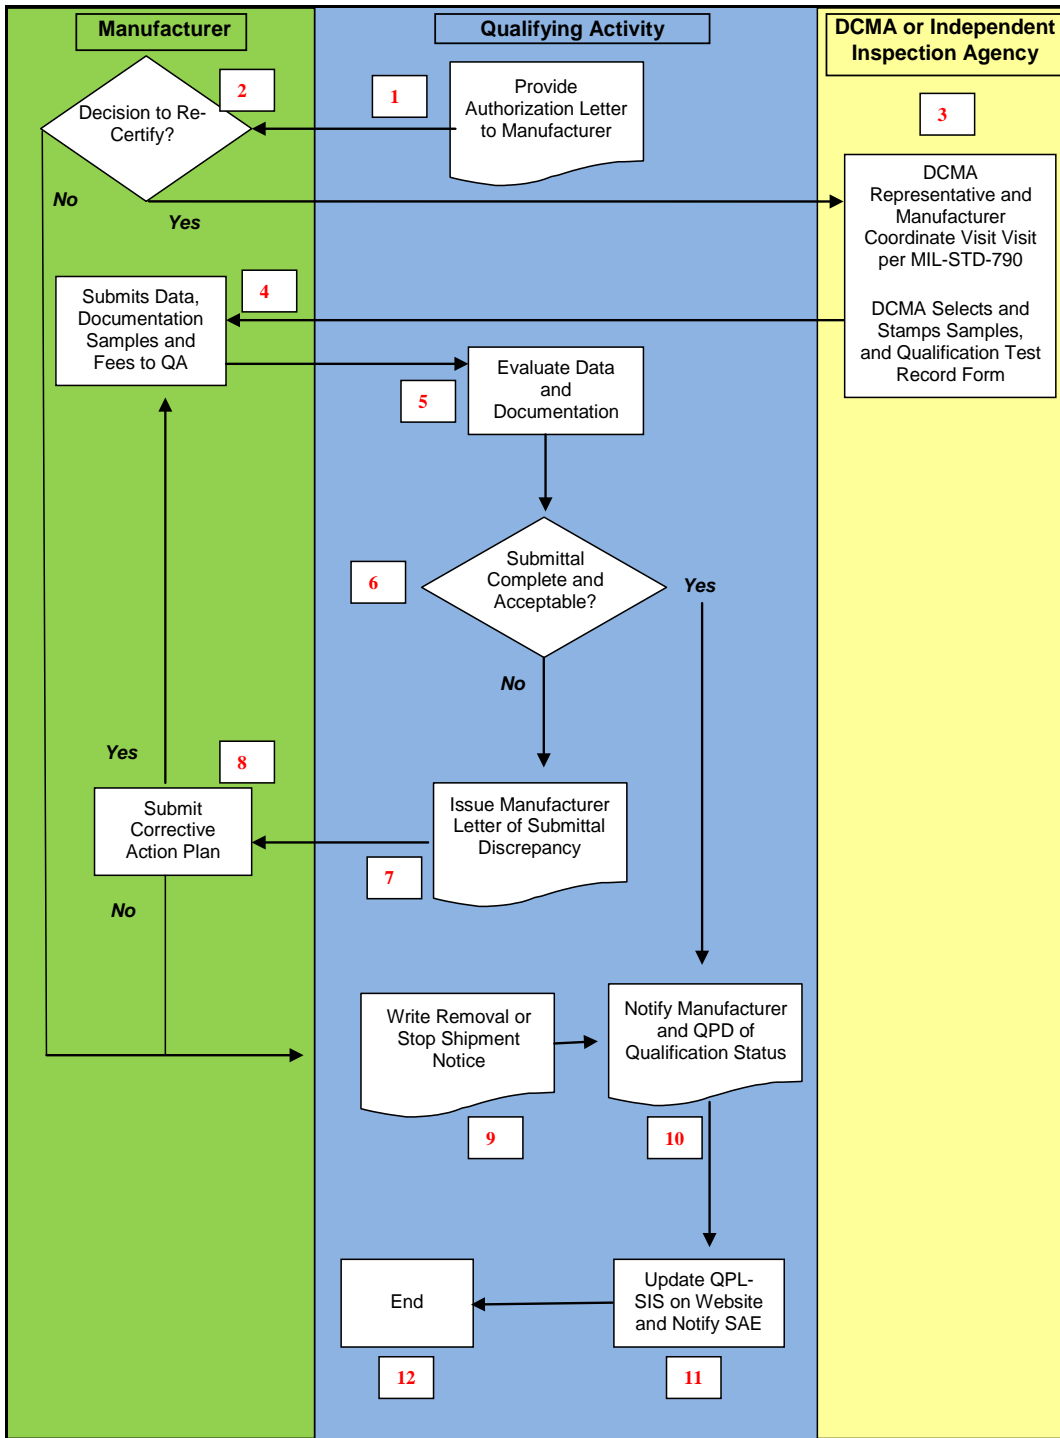 Manufacturer
Qualifying Activity
DCMA or Independent
Inspection Agency
2
Decision to Re-
Certify?
1
Provide
Authorization Letter
to Manufacturer
3
No
Yes
DCMA
Representative and
Manufacturer
Coordinate Visit Visit
per MIL-STD-790
DCMA Selects and
Stamps Samples,
and Qualification Test
Record Form
4
Submits Data,
Documentation
Samples and
Fees to QA
5
Evaluate Data
and
Documentation
6
Submittal
Complete and
Acceptable?
Yes
No
Yes
8
Submit
Corrective
Action Plan
No
7
Issue Manufacturer
Letter of Submittal
Discrepancy
Write Removal or
Stop Shipment
Notice
9
Notify Manufacturer
and QPD of
Qualification Status
10
End
12
Update QPL-
SIS on Website
and Notify SAE
11